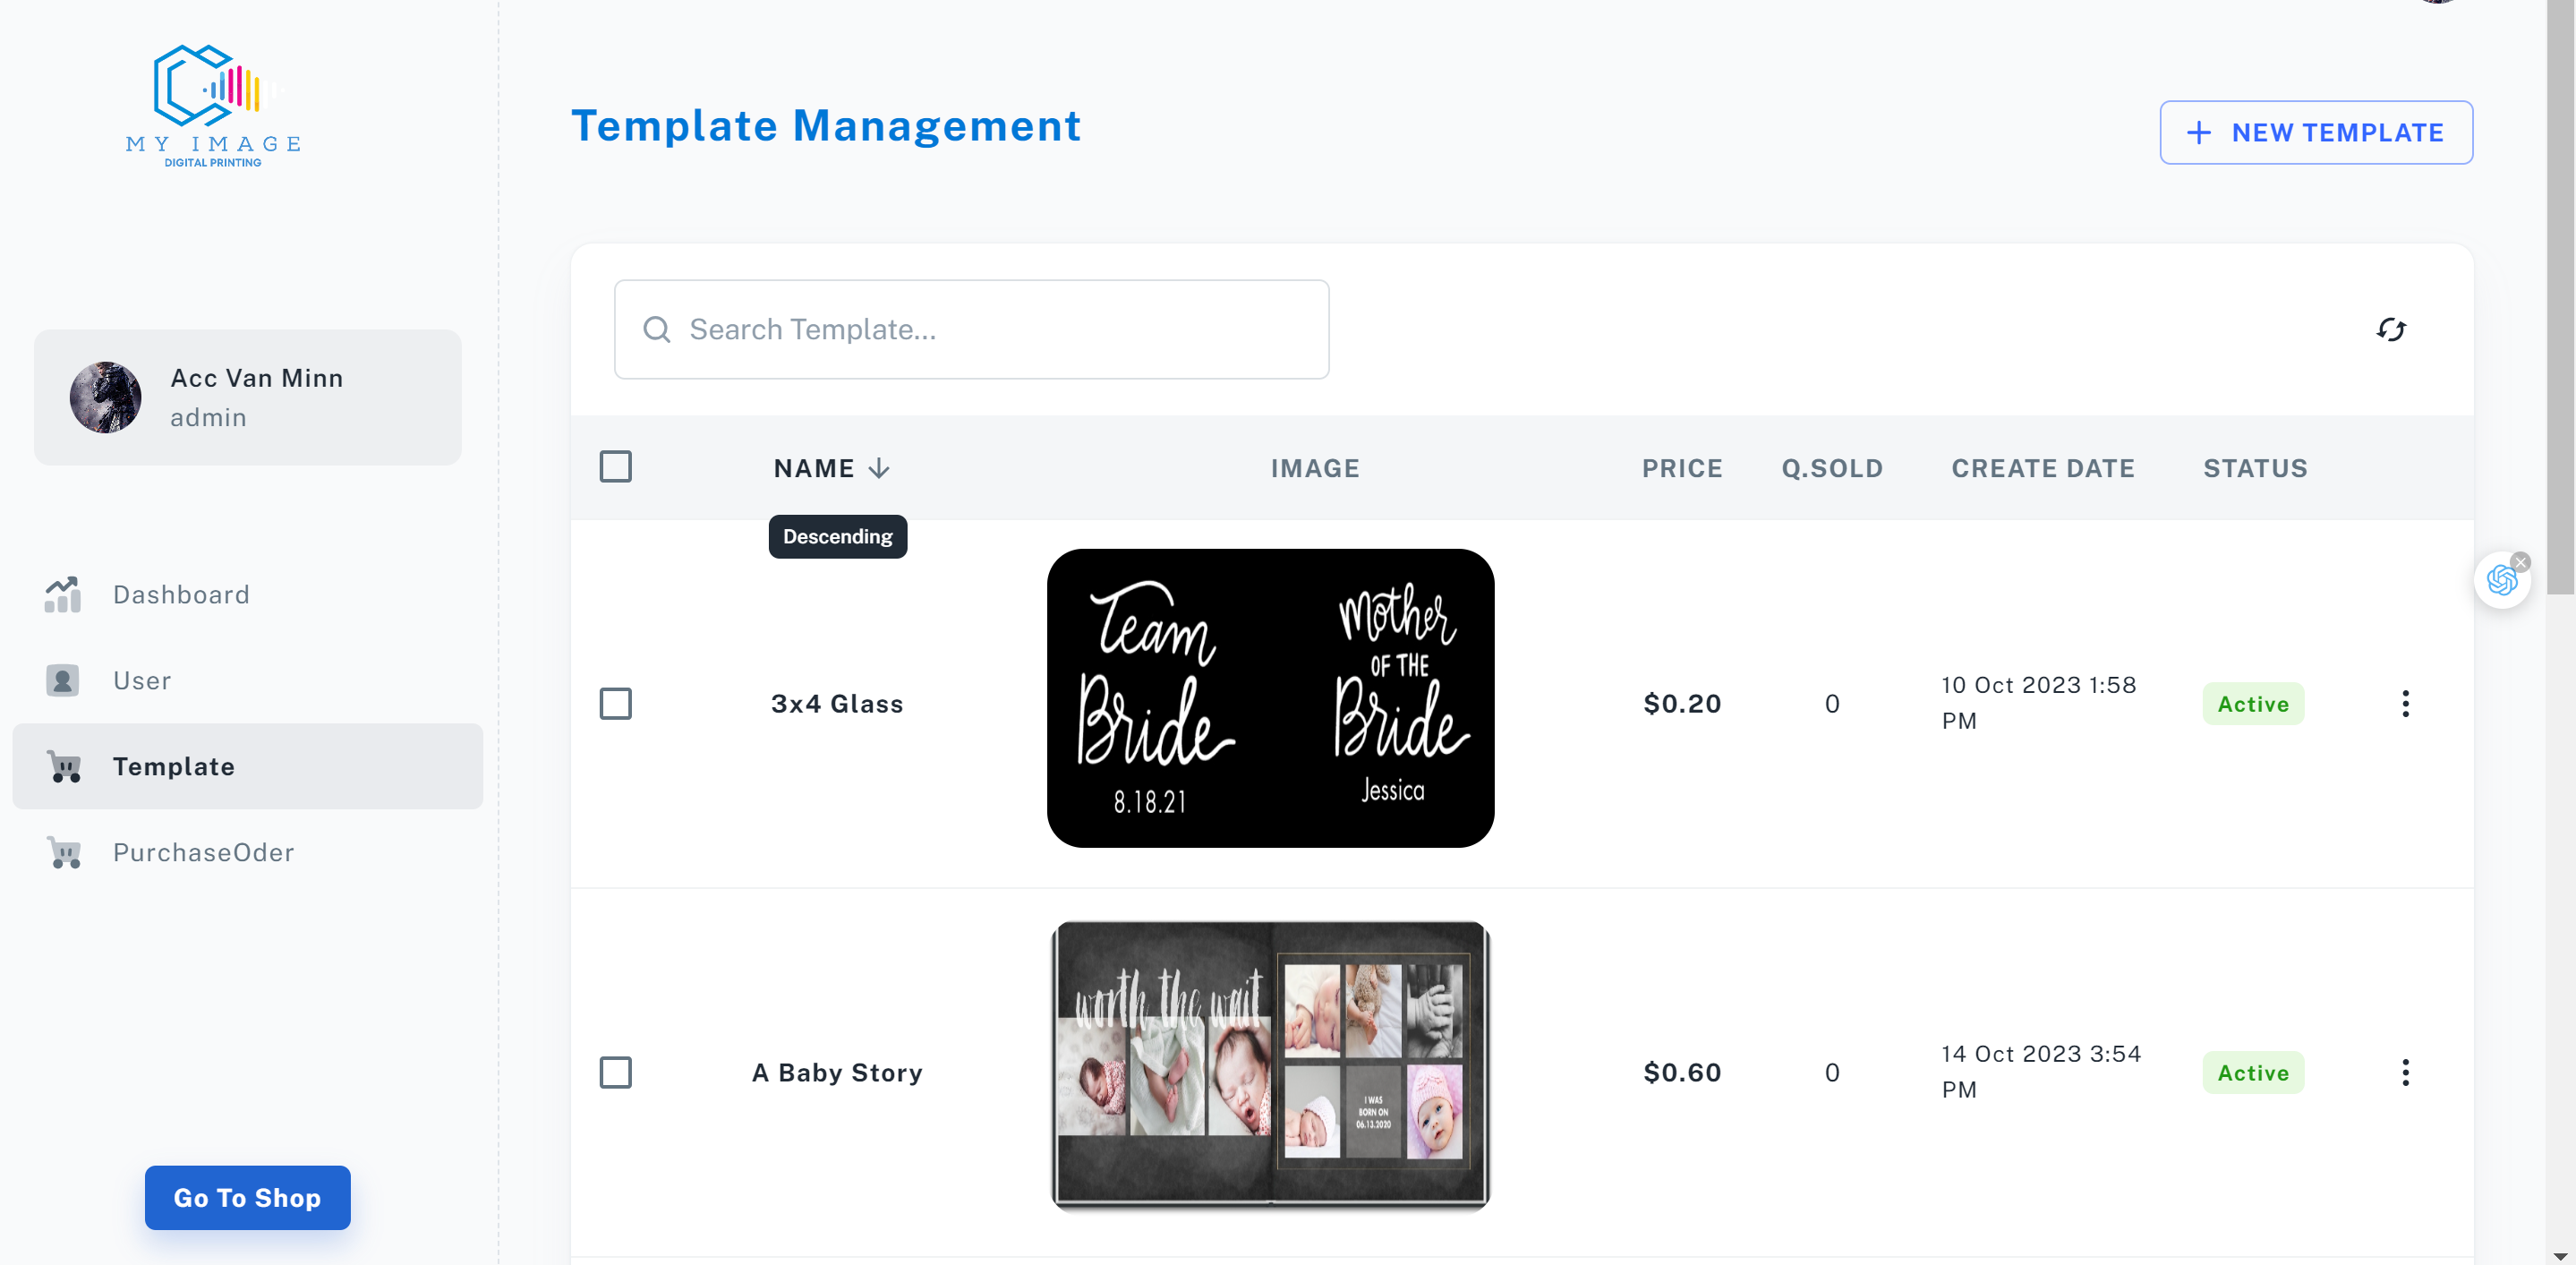 MY IMAGE
DIGITAL PRINTING
Acc Van Minn
admin
Dashboard
User
Template
PurchaseOder
Go To Shop
Template Management
NEW TEMPLATE
Search Template...
NAME
IMAGE
PRICE
Q.SOLD
CREATE DATE
STATUS
Descending
3x4 Glass
Team
Bride
8.18.21
Mother
OF THE
Bride
Jessica
$0.20
0
10 Oct 2023 1:58
PM
Active
A Baby Story
worth the wait
I WAS
BORN ON
06.13.2020
$0.60
0
14 Oct 2023 3:54
PM
Active